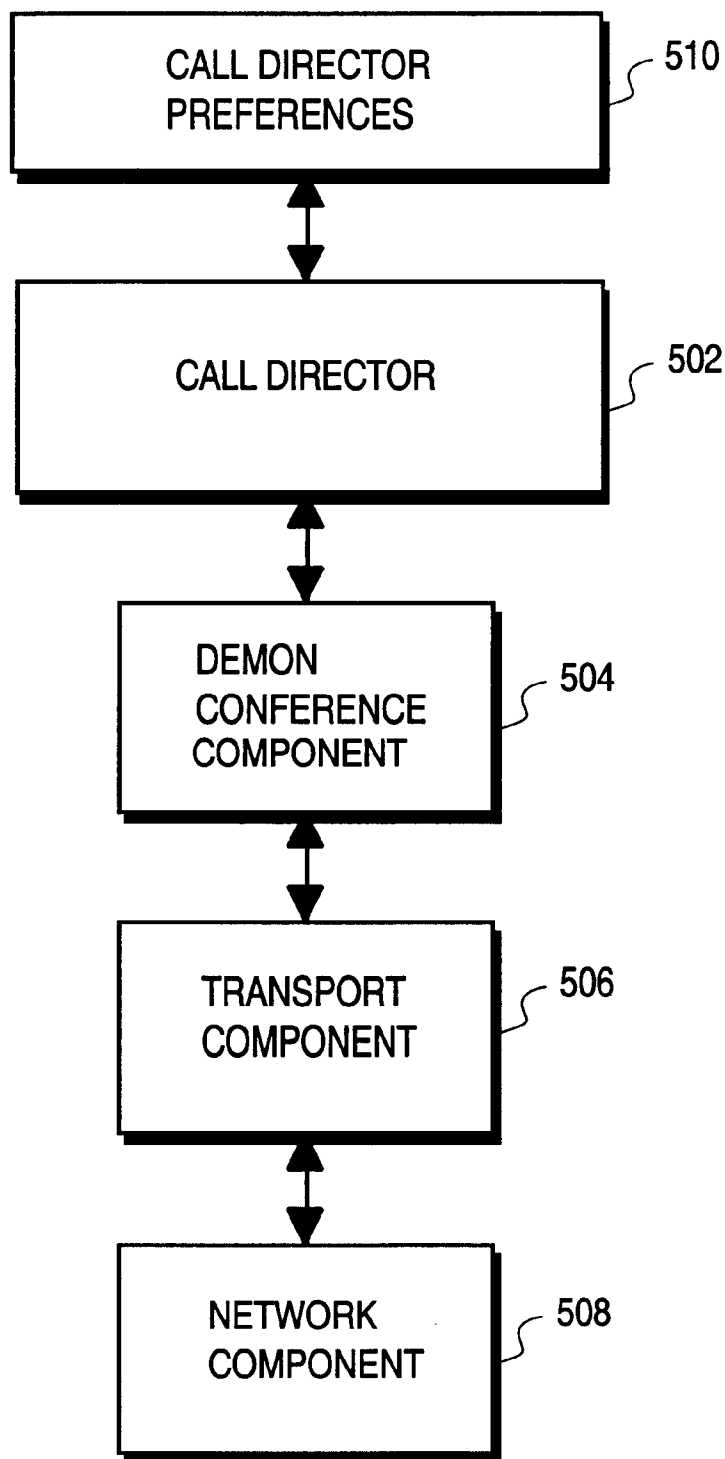 CALL DIRECTOR
PREFERENCES
510
CALL DIRECTOR
502
DEMON
CONFERENCE
COMPONENT
504
TRANSPORT
COMPONENT
506
NETWORK
COMPONENT
508